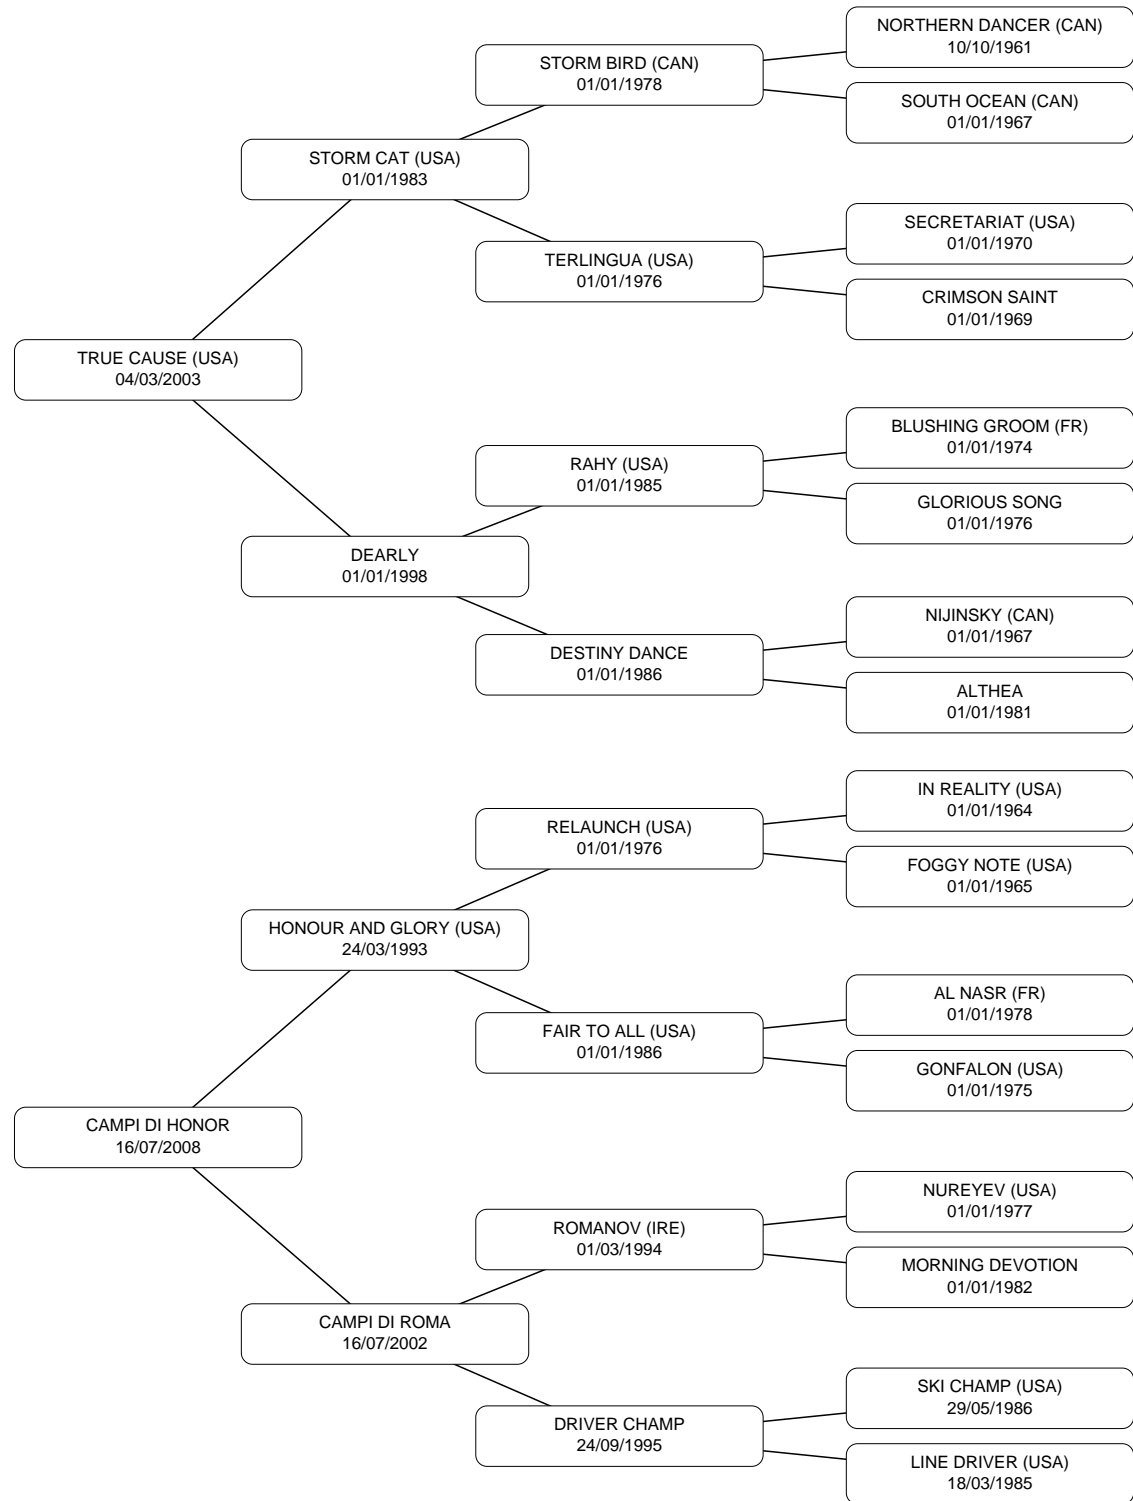 NORTHERN DANCER (CAN)
10/10/1961
STORM BIRD (CAN)
01/01/1978
SOUTH OCEAN (CAN)
01/01/1967
STORM CAT (USA)
01/01/1983
SECRETARIAT (USA)
01/01/1970
TERLINGUA (USA)
01/01/1976
CRIMSON SAINT
01/01/1969
TRUE CAUSE (USA)
04/03/2003
BLUSHING GROOM (FR)
01/01/1974
RAHY (USA)
01/01/1985
GLORIOUS SONG
01/01/1976
DEARLY
01/01/1998
NIJINSKY (CAN)
01/01/1967
DESTINY DANCE
01/01/1986
ALTHEA
01/01/1981
IN REALITY (USA)
01/01/1964
RELAUNCH (USA)
01/01/1976
FOGGY NOTE (USA)
01/01/1965
HONOUR AND GLORY (USA)
24/03/1993
AL NASR (FR)
01/01/1978
FAIR TO ALL (USA)
01/01/1986
GONFALON (USA)
01/01/1975
CAMPI DI HONOR
16/07/2008
NUREYEV (USA)
01/01/1977
ROMANOV (IRE)
01/03/1994
MORNING DEVOTION
01/01/1982
CAMPI DI ROMA
16/07/2002
SKI CHAMP (USA)
29/05/1986
DRIVER CHAMP
24/09/1995
LINE DRIVER (USA)
18/03/1985